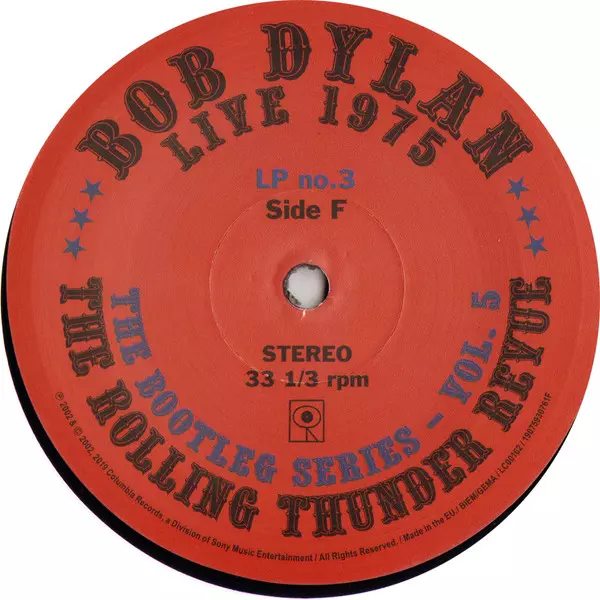 BOB DYLAN
LIVE 1975
LP no.3
Side F
STEREO
33 1/3 rpm
THE BOOTLEG SERIES – VOL. 5
THE ROLLING THUNDER REVUE
℗ 2002 & © 2002, 2019 Columbia Records, a Division of Sony Music Entertainment / All Rights Reserved. / Made in the EU./ BIEM/GEMA / LC00162 / 19075930761F